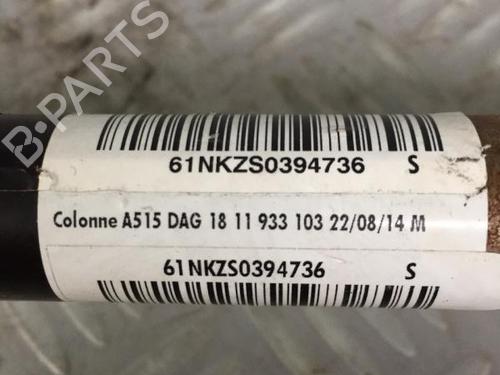 B-PARTS
61NKZS0394736 S
Colonne A515 DAG 18 11 933 103 22/08/14 M
61NKZS0394736 S